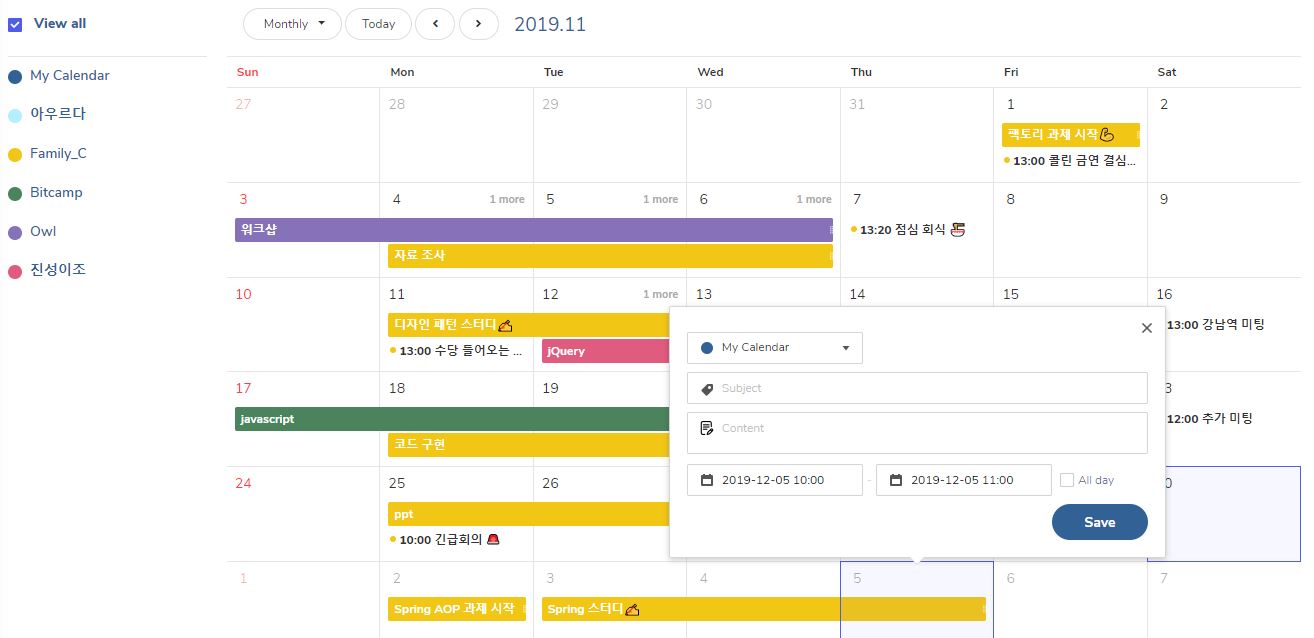 View all
Monthly
Today
2019.11
My Calendar
아우르다
Family_C
Bitcamp
Owl
진성이조
Sun Mon Tue Wed Thu Fri Sat
27 28 29 30 31 1 2
팩토리 과제 시작💪
13:00 콜린 금연 결심...
3 4 1 more 5 1 more 6 1 more 7 8 9
워크샵
13:20 점심 회식 🍜
자료 조사
10 11 12 1 more 13 14 15 16
디자인 패턴 스터디✍
13:00 강남역 미팅
13:00 수당 들어오는 ...
jQuery
17 18 19
javascript
12:00 추가 미팅
코드 구현
24 25 26
ppt
10:00 긴급회의 🚨
My Calendar
Subject
Content
2019-12-05 10:00 - 2019-12-05 11:00 All day
Save
1 2 3 4 5 6 7
Spring AOP 과제 시작
Spring 스터디✍